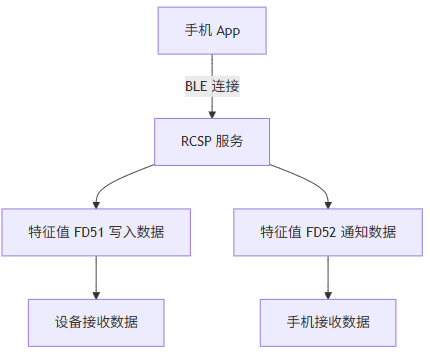 手机 App
BLE 连接
RCSP 服务
特征值 FD51 写入数据
特征值 FD52 通知数据
设备接收数据
手机接收数据